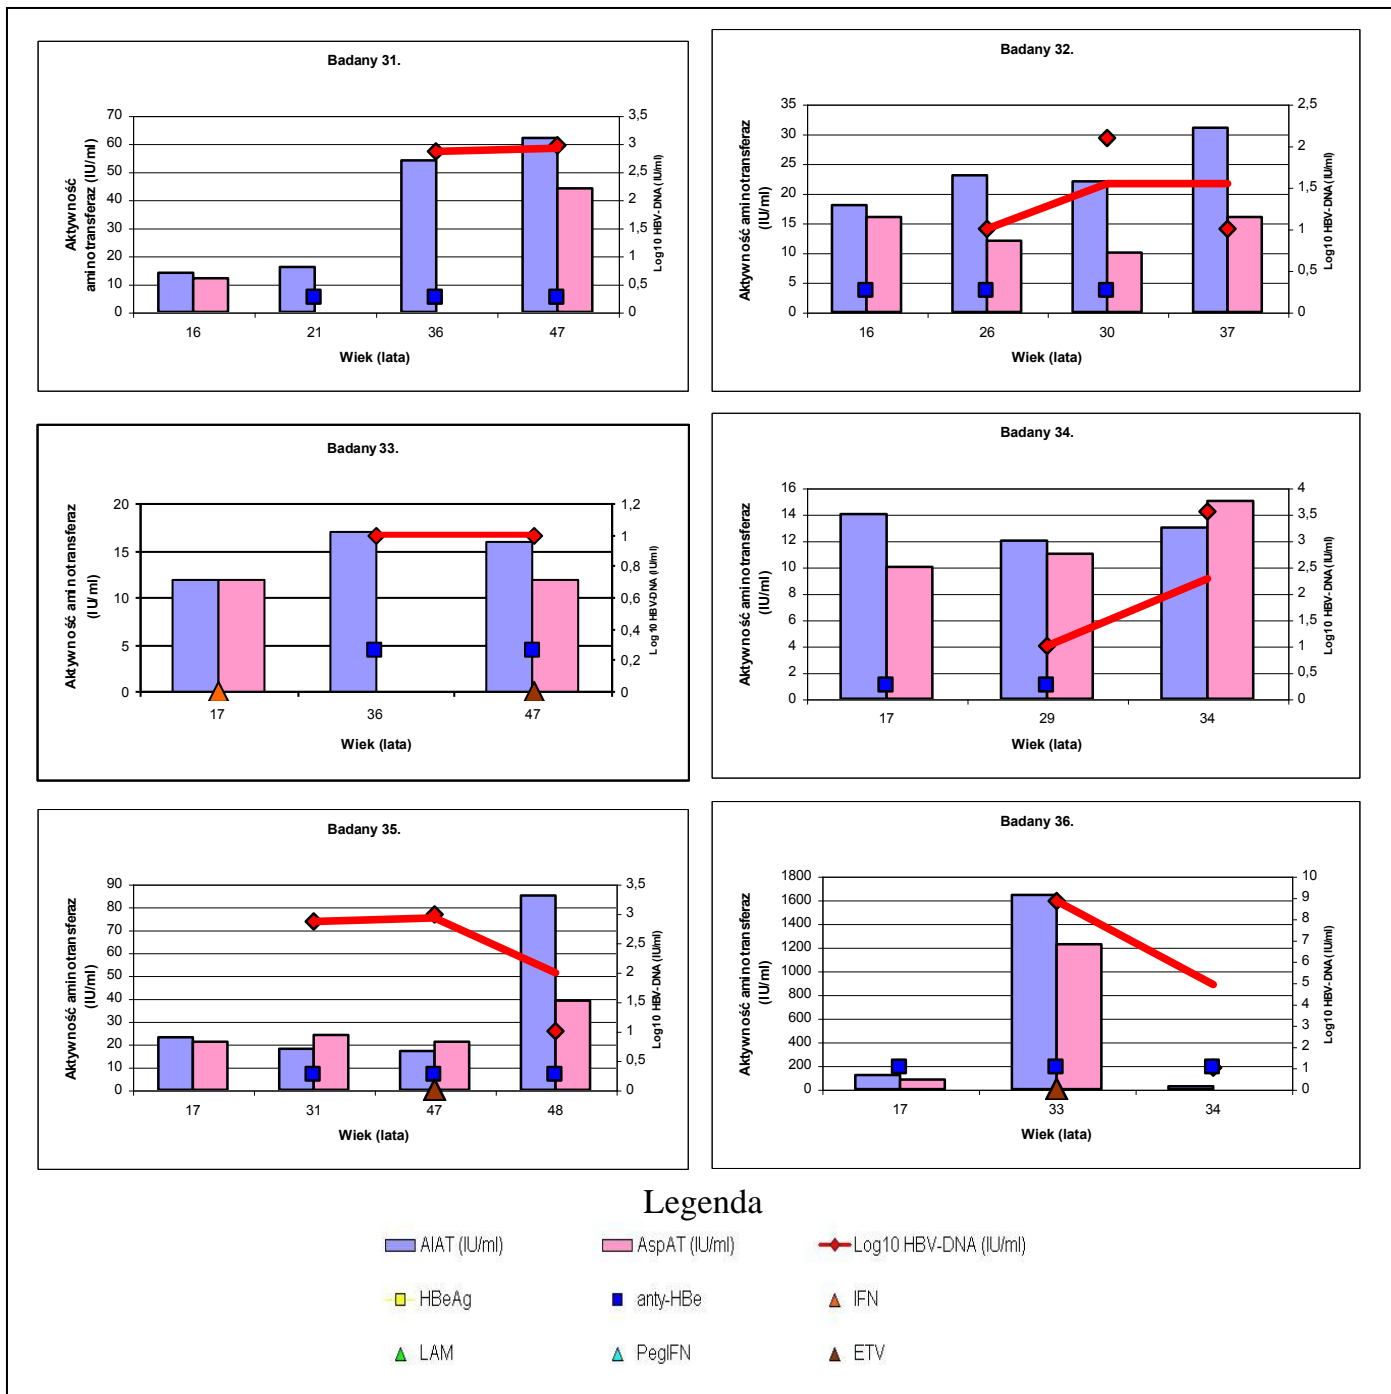 Badany 31.
Aktywność
aminotransferaz (IU/ml)
70
60
50
40
30
20
10
0
3,5
3
2,5
2
1,5
1
0,5
0
Log10 HBV-DNA (IU/ml)
16 21 36 47
Wiek (lata)
Badany 32.
Aktywność aminotransferaz
(IU/ml)
35
30
25
20
15
10
5
0
2,5
2
1,5
1
0,5
0
Log10 HBV-DNA (IU/ml)
16 26 30 37
Wiek (lata)
Badany 33.
Aktywność aminotransferaz
(IU/ml)
20
15
10
5
0
1,2
1
0,8
0,6
0,4
0,2
0
Log10 HBV-DNA (IU/ml)
17 36 47
Wiek (lata)
Badany 34.
Aktywność aminotransferaz
(IU/ml)
16
14
12
10
8
6
4
2
0
4
3,5
3
2,5
2
1,5
1
0,5
0
Log10 HBV-DNA (IU/ml)
17 29 34
Wiek (lata)
Badany 35.
Aktywność aminotransferaz
(IU/ml)
90
80
70
60
50
40
30
20
10
0
3,5
3
2,5
2
1,5
1
0,5
0
Log10 HBV-DNA (IU/ml)
17 31 47 48
Wiek (lata)
Badany 36.
Aktywność aminotransferaz
(IU/ml)
1800
1600
1400
1200
1000
800
600
400
200
0
10
9
8
7
6
5
4
3
2
1
0
Log10 HBV-DNA (IU/ml)
17 33 34
Wiek (lata)
Legenda
AlAT (IU/ml) AspAT (IU/ml) Log10 HBV-DNA (IU/ml)
HBeAg anty-HBe IFN
LAM PegIFN ETV